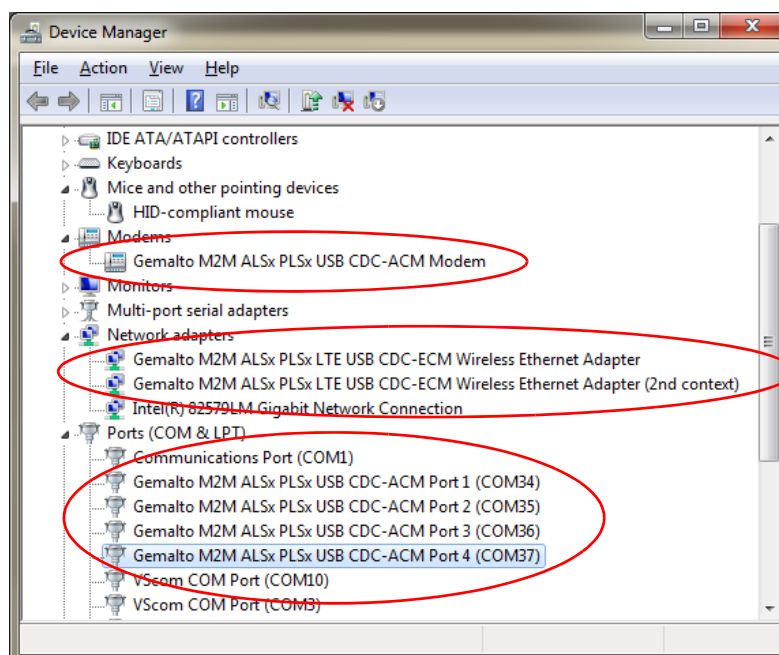 Device Manager
File Action View Help
IDE ATA/ATAPI controllers
Keyboards
Mice and other pointing devices
HID-compliant mouse
Modems
Gemalto M2M ALSx PLSx USB CDC-ACM Modem
Monitors
Multi-port serial adapters
Network adapters
Gemalto M2M ALSx PLSx LTE USB CDC-ECM Wireless Ethernet Adapter
Gemalto M2M ALSx PLSx LTE USB CDC-ECM Wireless Ethernet Adapter (2nd context)
Intel(R) 82579LM Gigabit Network Connection
Ports (COM & LPT)
Communications Port (COM1)
Gemalto M2M ALSx PLSx USB CDC-ACM Port 1 (COM34)
Gemalto M2M ALSx PLSx USB CDC-ACM Port 2 (COM35)
Gemalto M2M ALSx PLSx USB CDC-ACM Port 3 (COM36)
Gemalto M2M ALSx PLSx USB CDC-ACM Port 4 (COM37)
VScom COM Port (COM10)
VScom COM Port (COM3)